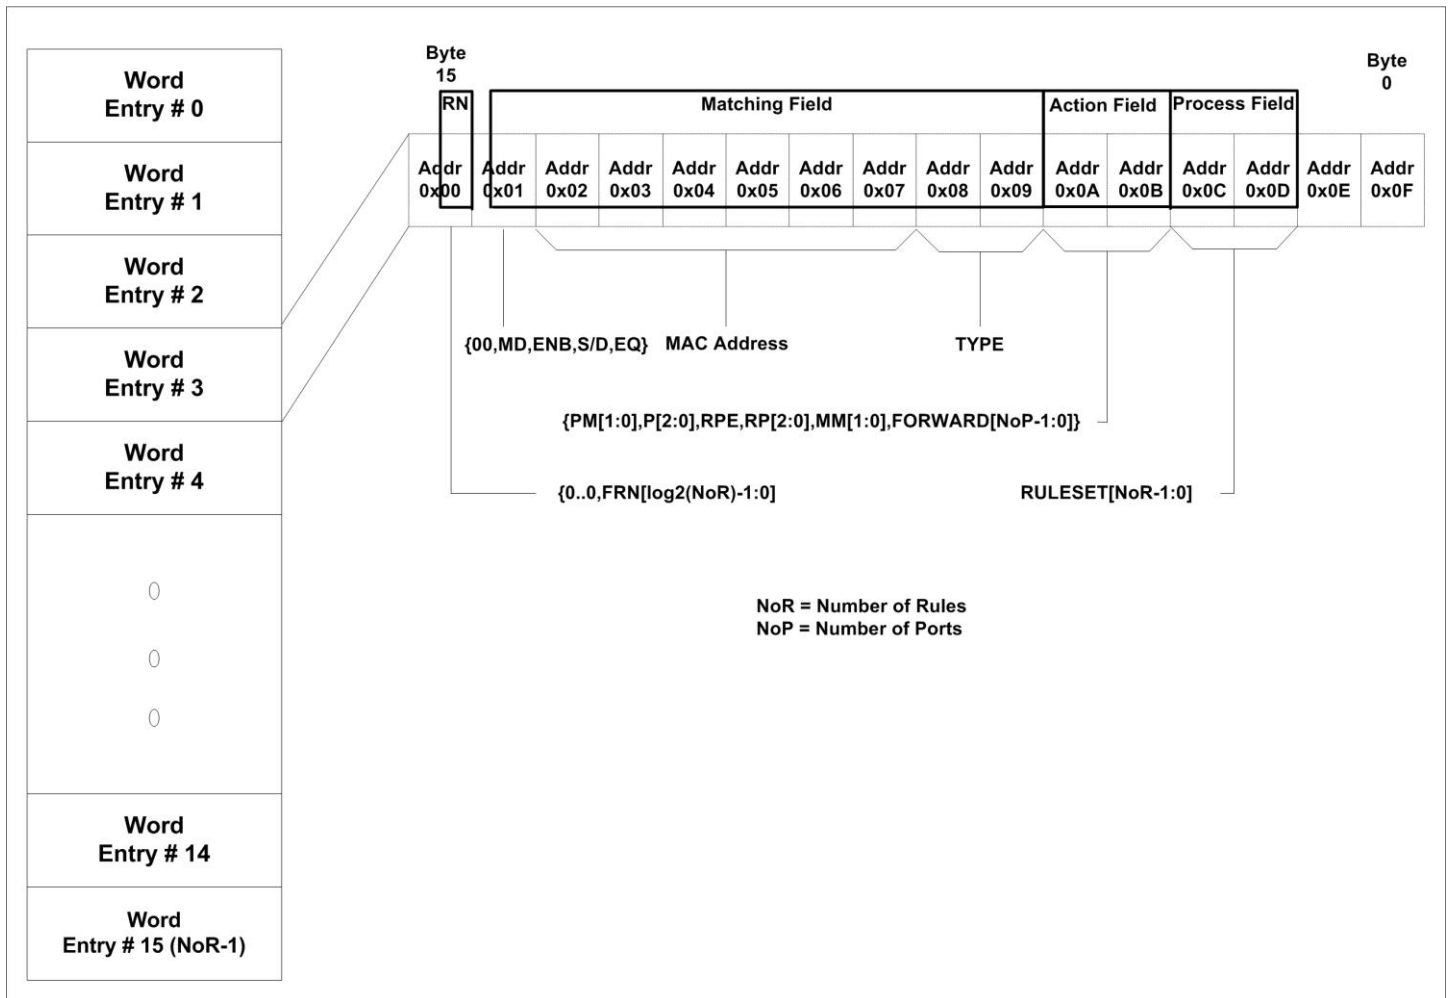 Word
Entry # 0
Word
Entry # 1
Word
Entry # 2
Word
Entry # 3
Word
Entry # 4
Word
Entry # 14
Word
Entry # 15 (NoR-1)
Byte
15
Byte
0
RN
Matching Field
Action Field
Process Field
Addr
0x00
Addr
0x01
Addr
0x02
Addr
0x03
Addr
0x04
Addr
0x05
Addr
0x06
Addr
0x07
Addr
0x08
Addr
0x09
Addr
0x0A
Addr
0x0B
Addr
0x0C
Addr
0x0D
Addr
0x0E
Addr
0x0F
{00,MD,ENB,S/D,EQ}
MAC Address
TYPE
{PM[1:0],P[2:0],RPE,RP[2:0],MM[1:0],FORWARD[NoP-1:0]}
{0..0,FRN[log2(NoR)-1:0]
RULESET[NoR-1:0]
NoR = Number of Rules
NoP = Number of Ports